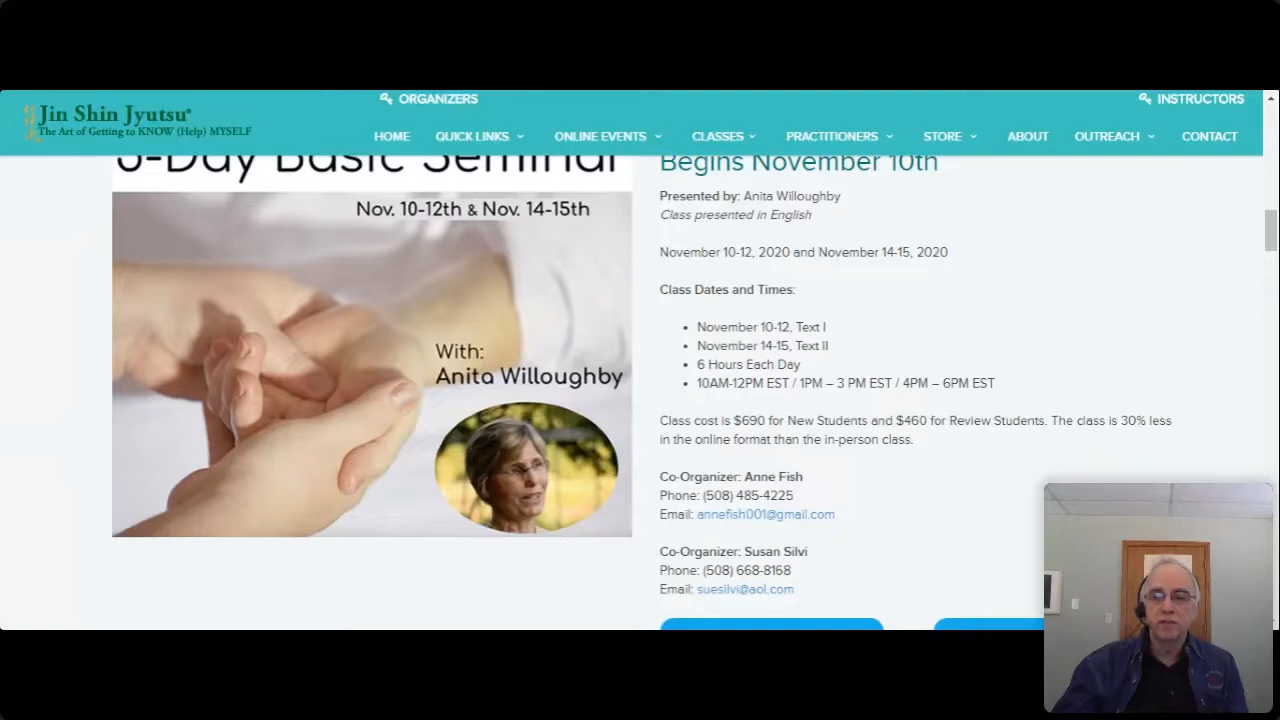 ORGANIZERS
INSTRUCTORS
Jin Shin Jyutsu®
The Art of Getting to KNOW (Help) MYSELF
HOME
QUICK LINKS
ONLINE EVENTS
CLASSES
PRACTITIONERS
STORE
ABOUT
OUTREACH
CONTACT
5-Day Basic Seminar
Nov. 10-12th & Nov. 14-15th
With:
Anita Willoughby
Begins November 10th
Presented by: Anita Willoughby
Class presented in English
November 10-12, 2020 and November 14-15, 2020
Class Dates and Times:
• November 10-12, Text I
• November 14-15, Text II
• 6 Hours Each Day
• 10AM-12PM EST / 1PM – 3 PM EST / 4PM – 6PM EST
Class cost is $690 for New Students and $460 for Review Students. The class is 30% less
in the online format than the in-person class.
Co-Organizer: Anne Fish
Phone: (508) 485-4225
Email: annefish001@gmail.com
Co-Organizer: Susan Silvi
Phone: (508) 668-8168
Email: suesilvi@aol.com